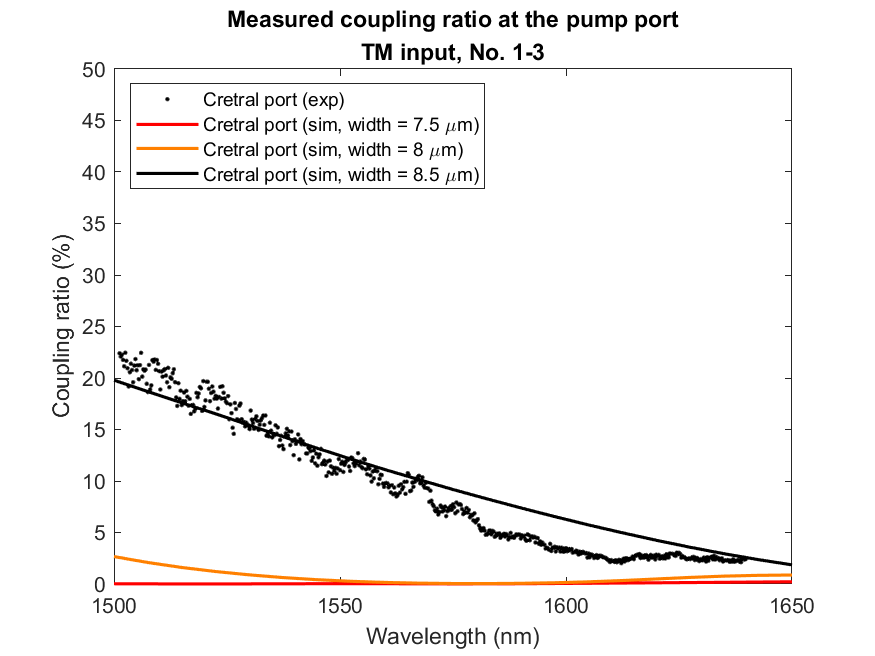 Measured coupling ratio at the pump port
TM input, No. 1-3
50
45
40
35
30
25
20
15
10
5
0
Coupling ratio (%)
Cretral port (exp)
Cretral port (sim, width = 7.5 μm)
Cretral port (sim, width = 8 μm)
Cretral port (sim, width = 8.5 μm)
1500 1550 1600 1650
Wavelength (nm)